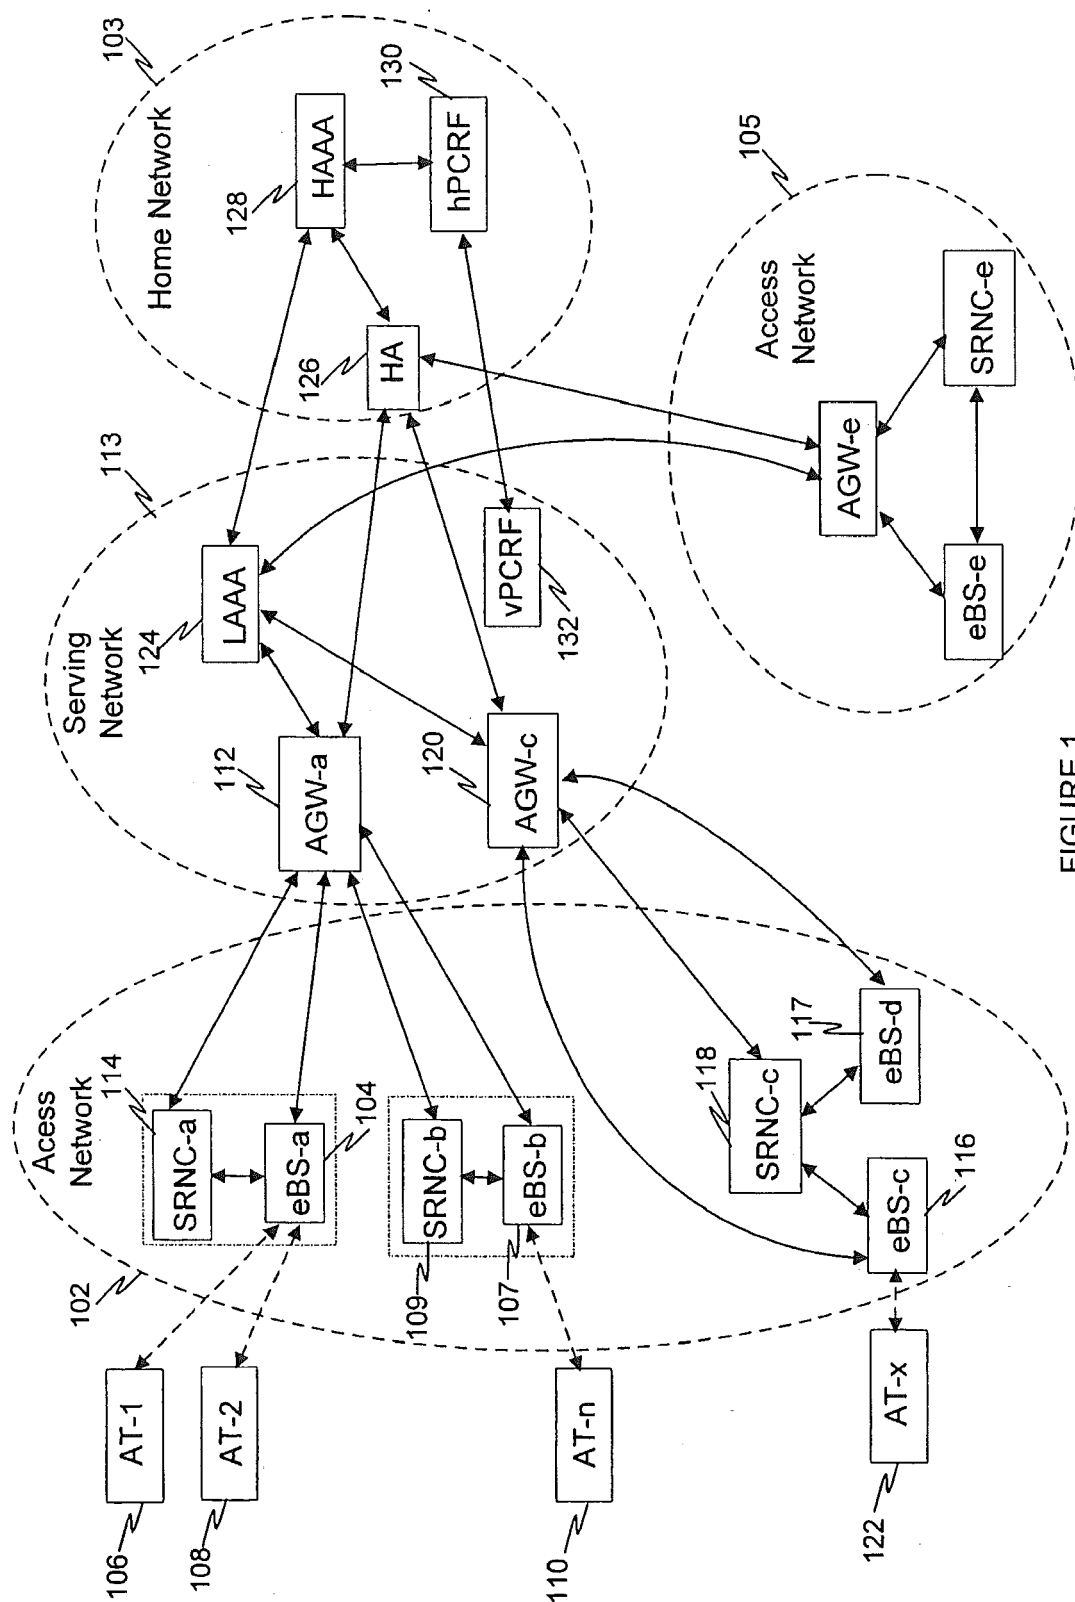 Acess
Network
102
114
SRNC-a
eBS-a
104
SRNC-b
109
eBS-b
107
118
SRNC-c
117
eBS-d
eBS-c
116
AT-1
106
AT-2
108
AT-n
110
AT-x
122
Serving
Network
113
124
LAAA
112
AGW-a
120
AGW-c
vPCRF
132
Home Network
103
128
HAAA
130
hPCRF
126
HA
Access
Network
105
AGW-e
SRNC-e
eBS-e
FIGURE 1